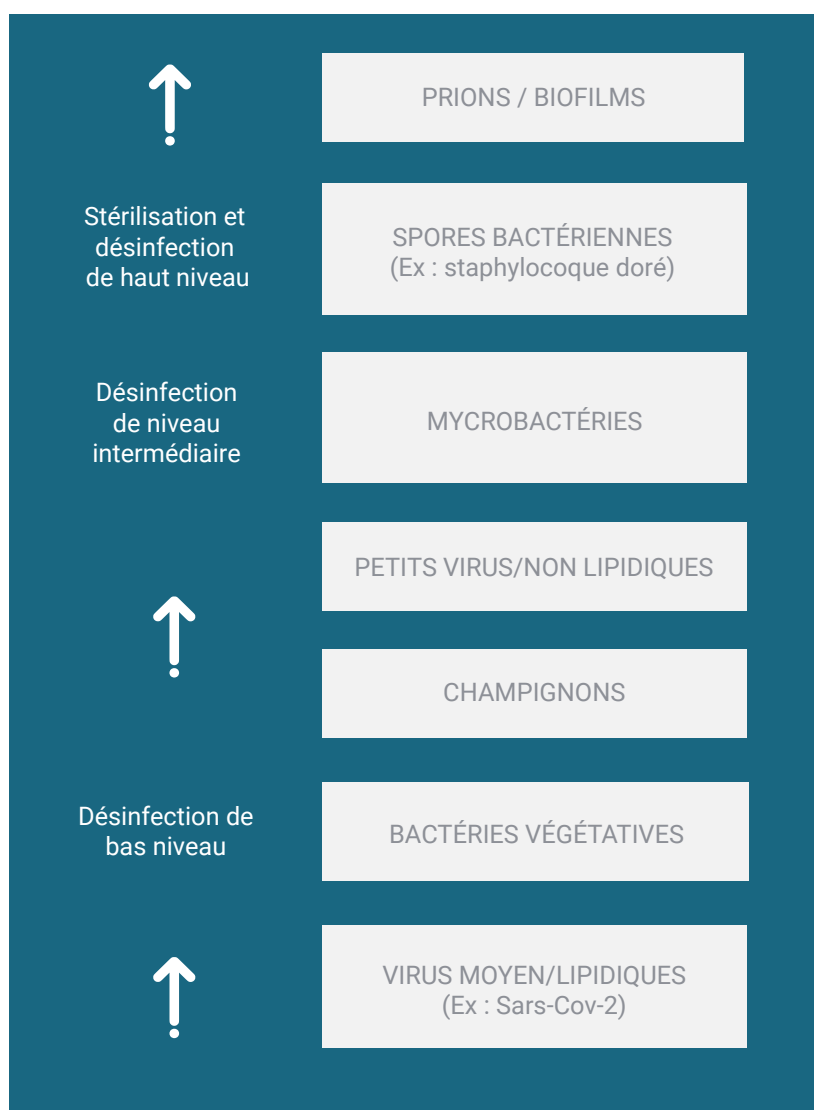 PRIONS / BIOFILMS
Stérilisation et
désinfection
de haut niveau
SPORES BACTÉRIENNES
(Ex : staphylocoque doré)
Désinfection
de niveau
intermédiaire
MYCROBACTÉRIES
PETITS VIRUS/NON LIPIDIQUES
CHAMPIGNONS
Désinfection de
bas niveau
BACTÉRIES VÉGÉTATIVES
VIRUS MOYEN/LIPIDIQUES
(Ex : Sars-Cov-2)